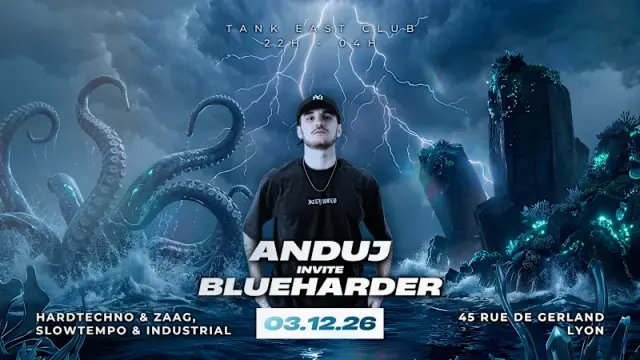 TANK EAST CLUB
22H - 04H
ANDUJ
INVITE
BLUEHARDER
03.12.26
HARDTECHNO & ZAAG,
SLOWTEMPO & INDUSTRIAL
45 RUE DE GERLAND
LYON